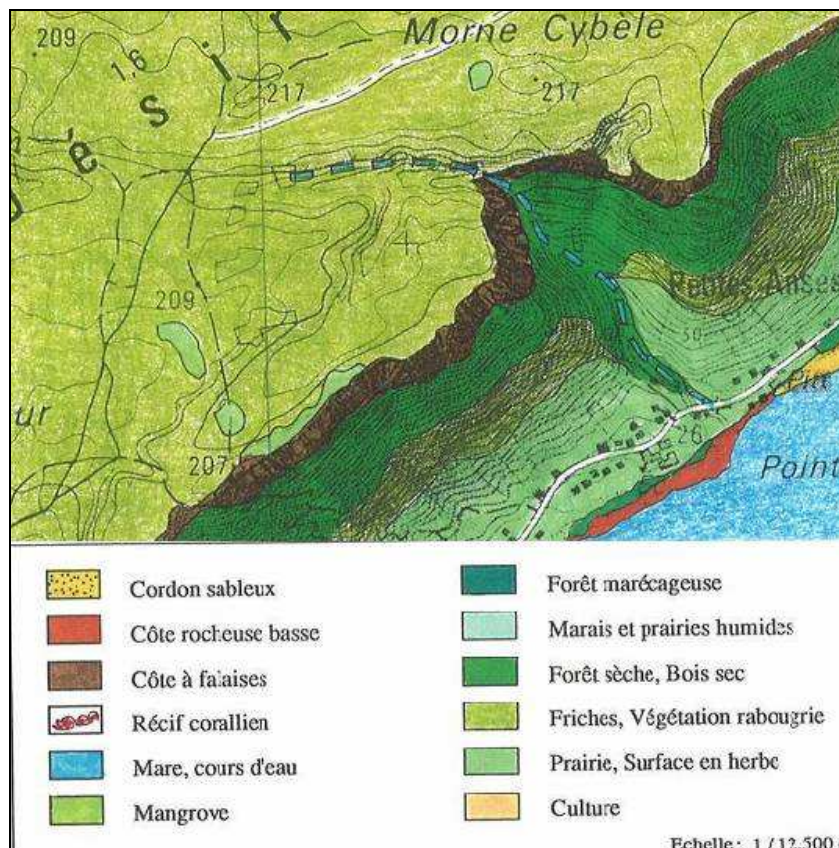 209
Morne Cybèle
1,6
217
217
é s i r
209
Petites Anse
50
ur
26
207
Point
Cordon sableux
Côte rocheuse basse
Côte à falaises
Récif corallien
Mare, cours d'eau
Mangrove
Forêt marécageuse
Marais et prairies humides
Forêt sèche, Bois sec
Friches, Végétation rabougrie
Prairie, Surface en herbe
Culture
Echelle : 1 / 12.500